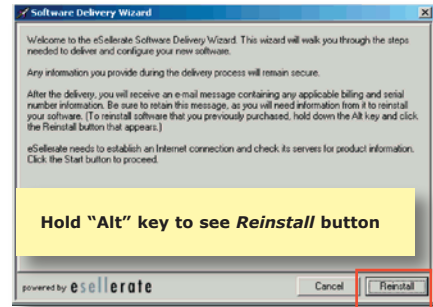 Software Delivery Wizard
Welcome to the eSellerate Software Delivery Wizard. This wizard will walk you through the steps
needed to deliver and configure your new software.
Any information you provide during the delivery process will remain secure.
After the delivery, you will receive an e-mail message containing any applicable billing and serial
number information. Be sure to retain this message, as you will need information from it to reinstall
your software. (To reinstall software that you previously purchased, hold down the Alt key and click
the Reinstall button that appears.)
eSellerate needs to establish an Internet connection and check its servers for product information.
Click the Start button to proceed.
Hold “Alt” key to see Reinstall button
powered by esellerate
Cancel
Reinstall